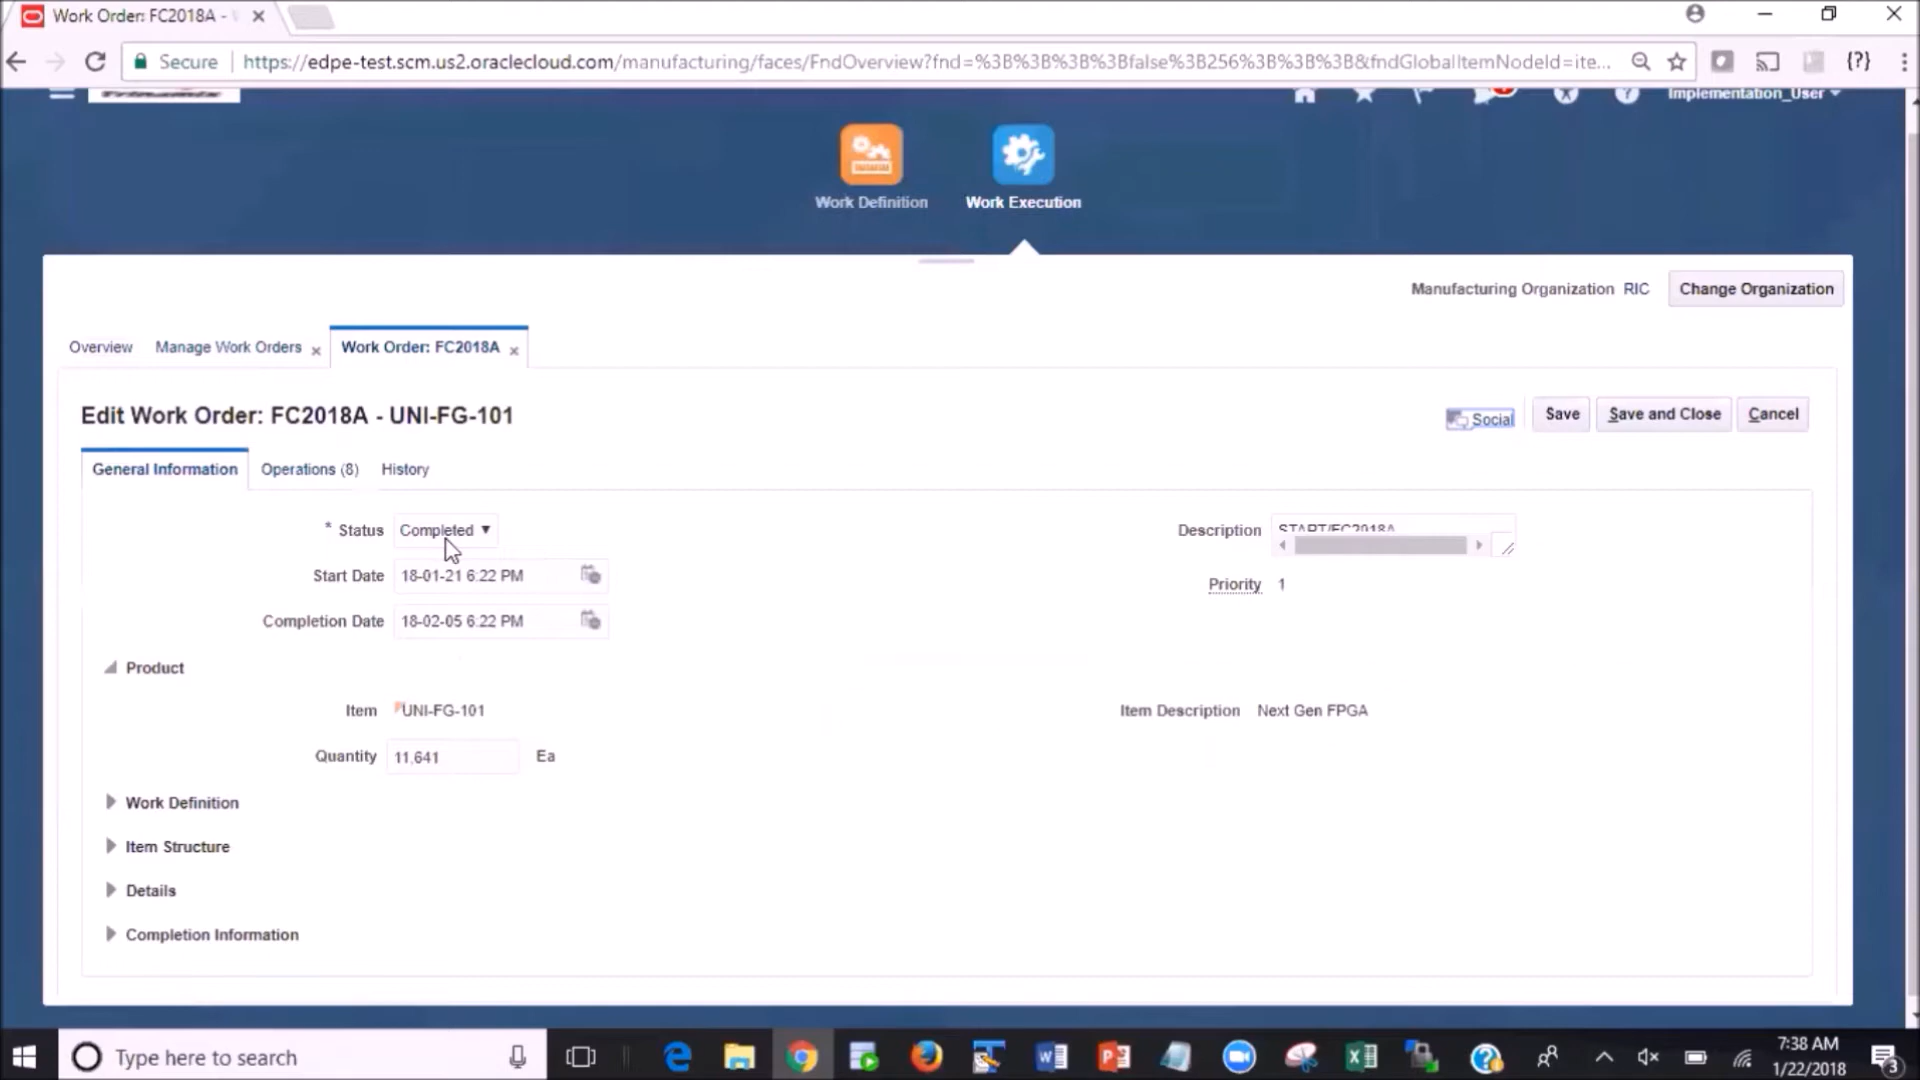 Work Order: FC2018A -
Secure
https://edpe-test.scm.us2.oraclecloud.com/manufacturing/faces/FndOverview?fnd=%3B%3B%3B%3Bfalse%3B256%3B%3B%3B&fndGlobalItemNodeId=ite...
{?}
Implementation_User
Work Definition
Work Execution
Manufacturing Organization RIC
Change Organization
Overview
Manage Work Orders
Work Order: FC2018A
Edit Work Order: FC2018A - UNI-FG-101
Social
Save
Save and Close
Cancel
General Information
Operations (8)
History
* Status Completed
Description START/FC2018A
Start Date 18-01-21 6:22 PM
Priority 1
Completion Date 18-02-05 6:22 PM
Product
Item UNI-FG-101
Item Description Next Gen FPGA
Quantity 11,641 Ea
Work Definition
Item Structure
Details
Completion Information
Type here to search
7:38 AM
1/22/2018
3